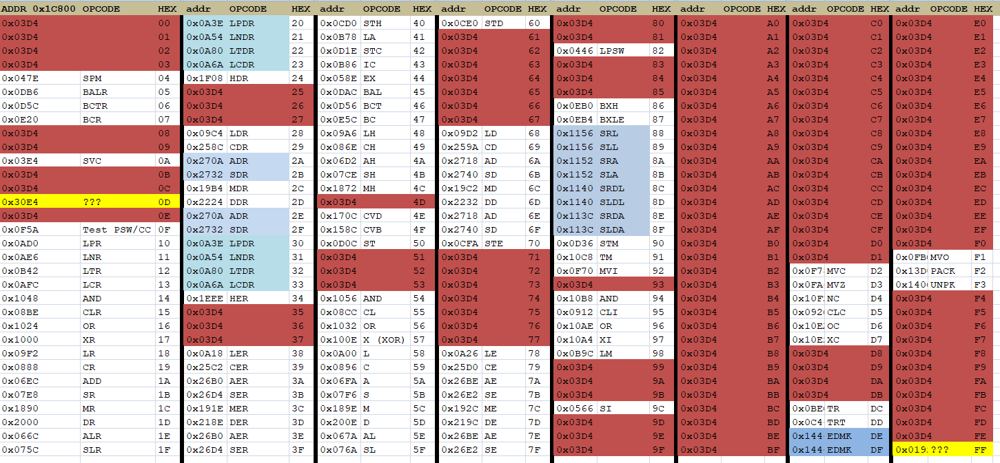 ADDR 0x1C800 OPCODE HEX addr OPCODE HEX addr OPCODE HEX addr OPCODE HEX addr OPCODE HEX addr OPCODE HEX addr OPCODE HEX addr OPCODE HEX
0x03D4 00 0x0A3E LPDR 20 0x0CD0 STH 40 0x0CE0 STD 60 0x03D4 80 0x03D4 A0 0x03D4 C0 0x03D4 E0
0x03D4 01 0x0A54 LNDR 21 0x0B78 LA 41 0x03D4 61 0x03D4 81 0x03D4 A1 0x03D4 C1 0x03D4 E1
0x03D4 02 0x0A80 LTDR 22 0x0D1E STC 42 0x03D4 62 0x0446 LPSW 82 0x03D4 A2 0x03D4 C2 0x03D4 E2
0x03D4 03 0x0A6A LCDR 23 0x0B86 IC 43 0x03D4 63 0x03D4 83 0x03D4 A3 0x03D4 C3 0x03D4 E3
0x047E SPM 04 0x1F08 HDR 24 0x058E EX 44 0x03D4 64 0x03D4 84 0x03D4 A4 0x03D4 C4 0x03D4 E4
0x0DB6 BALR 05 0x03D4 25 0x0DAC BAL 45 0x03D4 65 0x03D4 85 0x03D4 A5 0x03D4 C5 0x03D4 E5
0x0D5C BCTR 06 0x03D4 26 0x0D56 BCT 46 0x03D4 66 0x0EB0 BXH 86 0x03D4 A6 0x03D4 C6 0x03D4 E6
0x0E20 BCR 07 0x03D4 27 0x0E5C BC 47 0x03D4 67 0x0EB4 BXLE 87 0x03D4 A7 0x03D4 C7 0x03D4 E7
0x03D4 08 0x09C4 LDR 28 0x09A6 LH 48 0x09D2 LD 68 0x1156 SRL 88 0x03D4 A8 0x03D4 C8 0x03D4 E8
0x03D4 09 0x258C CDR 29 0x086E CH 49 0x259A CD 69 0x1156 SLL 89 0x03D4 A9 0x03D4 C9 0x03D4 E9
0x03E4 SVC 0A 0x270A ADR 2A 0x06D2 AH 4A 0x2718 AD 6A 0x1152 SRA 8A 0x03D4 AA 0x03D4 CA 0x03D4 EA
0x03D4 0B 0x2732 SDR 2B 0x07CE SH 4B 0x2740 SD 6B 0x1152 SLA 8B 0x03D4 AB 0x03D4 CB 0x03D4 EB
0x03D4 0C 0x19B4 MDR 2C 0x1872 MH 4C 0x19C2 MD 6C 0x1140 SRDL 8C 0x03D4 AC 0x03D4 CC 0x03D4 EC
0x30E4 ??? 0D 0x2224 DDR 2D 0x03D4 4D 0x2232 DD 6D 0x1140 SLDL 8D 0x03D4 AD 0x03D4 CD 0x03D4 ED
0x03D4 0E 0x270A ADR 2E 0x170C CVD 4E 0x2718 AD 6E 0x113C SRDA 8E 0x03D4 AE 0x03D4 CE 0x03D4 EE
0x0F5A Test PSW/CC 0F 0x2732 SDR 2F 0x158C CVB 4F 0x2740 SD 6F 0x113C SLDA 8F 0x03D4 AF 0x03D4 CF 0x03D4 EF
0x0AD0 LPR 10 0x0A3E LPDR 30 0x0D0C ST 50 0x0CFA STE 70 0x0D36 STM 90 0x03D4 B0 0x03D4 D0 0x03D4 F0
0x0AE6 LNR 11 0x0A54 LNDR 31 0x03D4 51 0x03D4 71 0x10C8 TM 91 0x03D4 B1 0x03D4 D1 0x0FB MVO F1
0x0B42 LTR 12 0x0A80 LTDR 32 0x03D4 52 0x03D4 72 0x0F70 MVI 92 0x03D4 B2 0x0F7 MVC D2 0x13D PACK F2
0x0AFC LCR 13 0x0A6A LCDR 33 0x03D4 53 0x03D4 73 0x03D4 93 0x03D4 B3 0x0FA MVZ D3 0x140 UNPK F3
0x1048 AND 14 0x1EEE HER 34 0x1056 AND 54 0x03D4 74 0x10B8 AND 94 0x03D4 B4 0x10F NC D4 0x03D4 F4
0x08BE CLR 15 0x03D4 35 0x08CC CL 55 0x03D4 75 0x0912 CLI 95 0x03D4 B5 0x092 CLC D5 0x03D4 F5
0x1024 OR 16 0x03D4 36 0x1032 OR 56 0x03D4 76 0x10AE OR 96 0x03D4 B6 0x10E OC D6 0x03D4 F6
0x1000 XR 17 0x03D4 37 0x100E X (XOR) 57 0x03D4 77 0x10A4 XI 97 0x03D4 B7 0x10E XC D7 0x03D4 F7
0x09F2 LR 18 0x0A18 LER 38 0x0A00 L 58 0x0A26 LE 78 0x0B9C LM 98 0x03D4 B8 0x03D4 D8 0x03D4 F8
0x0888 CR 19 0x25C2 CER 39 0x0896 C 59 0x25D0 CE 79 0x03D4 99 0x03D4 B9 0x03D4 D9 0x03D4 F9
0x06EC ADD 1A 0x26B0 AER 3A 0x06FA A 5A 0x26BE AE 7A 0x03D4 9A 0x03D4 BA 0x03D4 DA 0x03D4 FA
0x07E8 SR 1B 0x26D4 SER 3B 0x07F6 S 5B 0x26E2 SE 7B 0x03D4 9B 0x03D4 BB 0x03D4 DB 0x03D4 FB
0x1890 MR 1C 0x191E MER 3C 0x189E M 5C 0x192C ME 7C 0x0566 SI 9C 0x03D4 BC 0x0BE TR DC 0x03D4 FC
0x2000 DR 1D 0x218E DER 3D 0x200E D 5D 0x219C DE 7D 0x03D4 9D 0x03D4 BD 0x0C4 TRT DD 0x03D4 FD
0x066C ALR 1E 0x26B0 AER 3E 0x067A AL 5E 0x26BE AE 7E 0x03D4 9E 0x03D4 BE 0x144 EDMK DE 0x03D4 FE
0x075C SLR 1F 0x26D4 SER 3F 0x076A SL 5F 0x26E2 SE 7F 0x03D4 9F 0x03D4 BF 0x144 EDMK DF 0x019 ??? FF